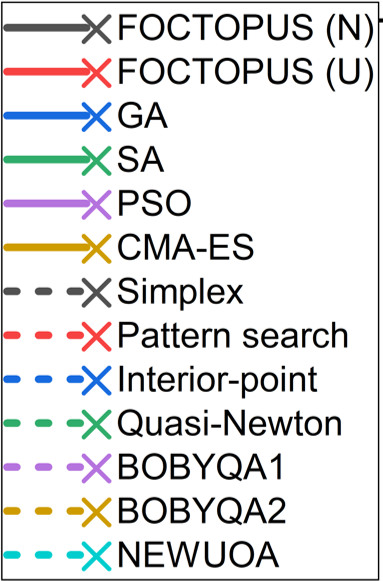 FOCTOPUS (N)
FOCTOPUS (U)
GA
SA
PSO
CMA-ES
Simplex
Pattern search
Interior-point
Quasi-Newton
BOBYQA1
BOBYQA2
NEWUOA